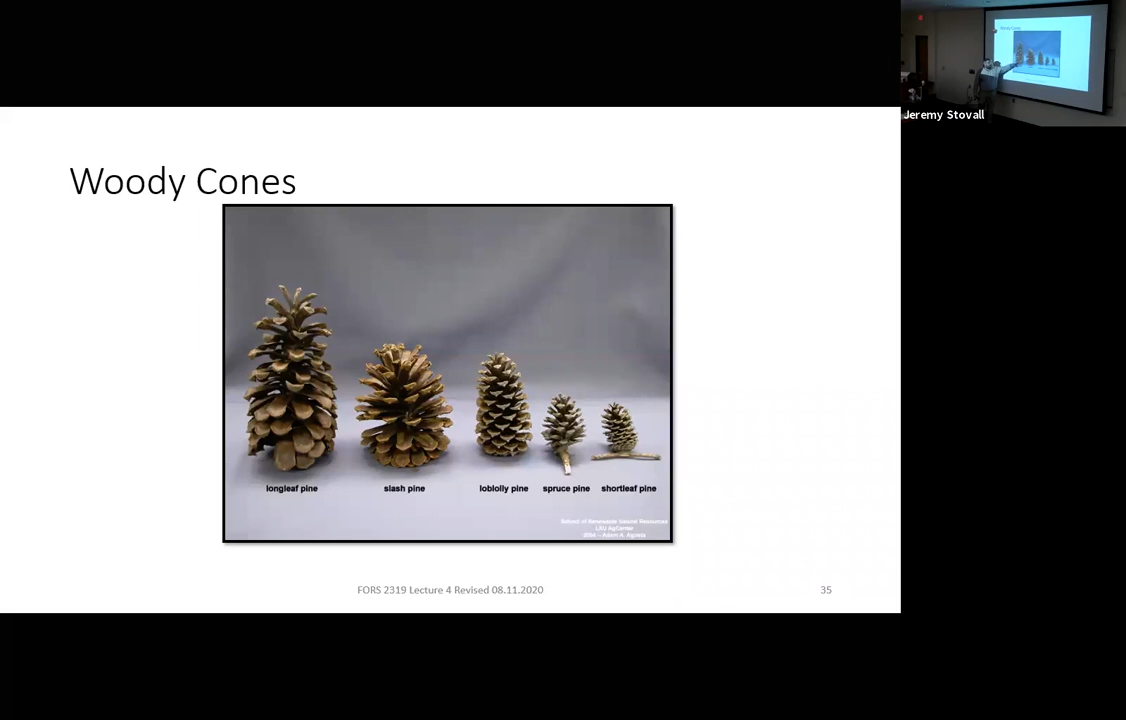 Jeremy Stovall
Woody Cones
longleaf pine
slash pine
loblolly pine
spruce pine
shortleaf pine
School of Renewable Natural Resources
LSU AgCenter
FORS 2319 Lecture 4 Revised 08.11.2020
35